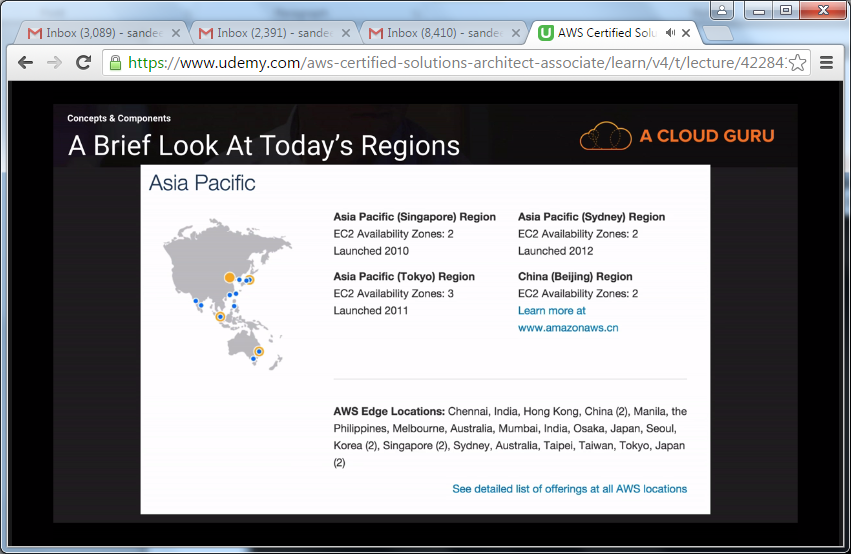 Inbox (3,089) - sandee
Inbox (2,391) - sandee
Inbox (8,410) - sandee
AWS Certified Solu
https://www.udemy.com/aws-certified-solutions-architect-associate/learn/v4/t/lecture/42284
Concepts & Components
A Brief Look At Today's Regions
A CLOUD GURU
Asia Pacific
Asia Pacific (Singapore) Region
EC2 Availability Zones: 2
Launched 2010
Asia Pacific (Sydney) Region
EC2 Availability Zones: 2
Launched 2012
Asia Pacific (Tokyo) Region
EC2 Availability Zones: 3
Launched 2011
China (Beijing) Region
EC2 Availability Zones: 2
Learn more at
www.amazonaws.cn
AWS Edge Locations: Chennai, India, Hong Kong, China (2), Manila, the
Philippines, Melbourne, Australia, Mumbai, India, Osaka, Japan, Seoul,
Korea (2), Singapore (2), Sydney, Australia, Taipei, Taiwan, Tokyo, Japan
(2)
See detailed list of offerings at all AWS locations